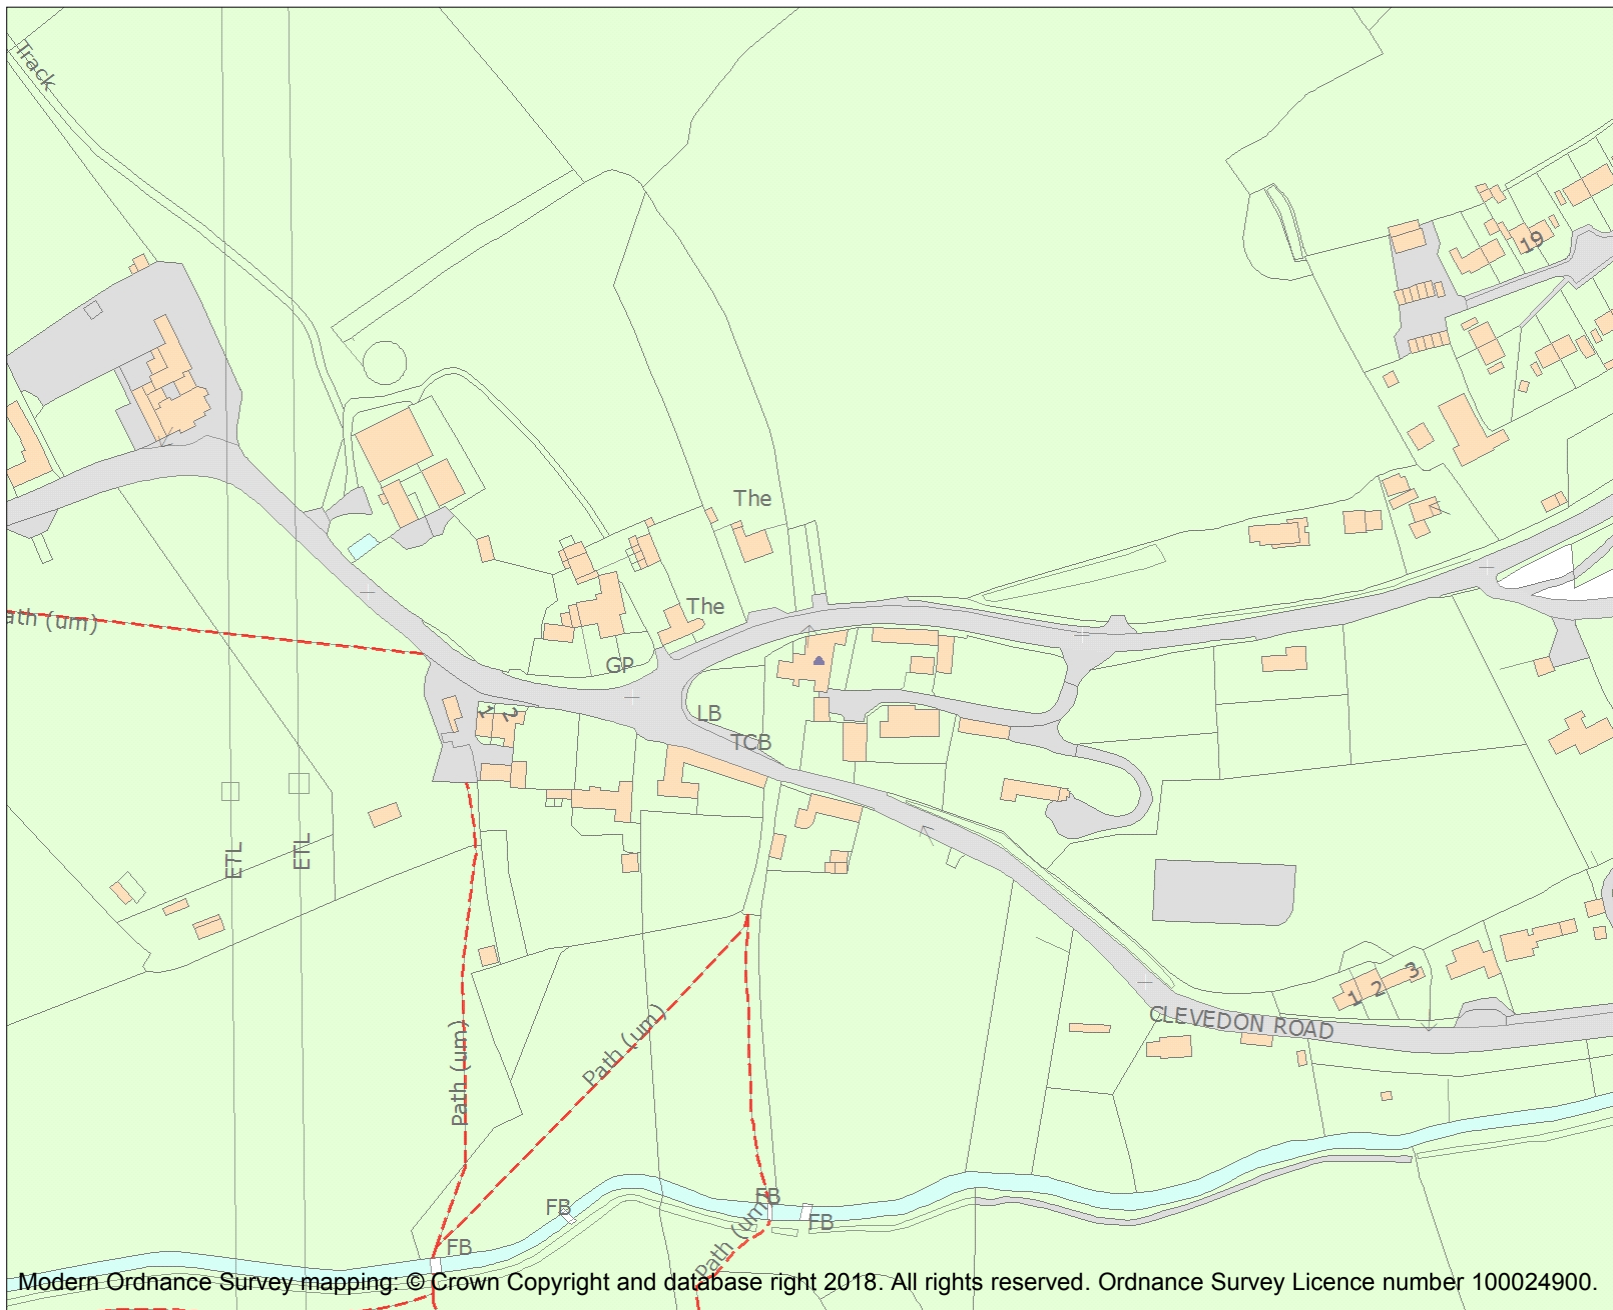 Track
19
The
The
ath (um)
GP
1
2
LB
TCB
ETL
ETL
3
2
1
CLEVEDON ROAD
Path (um)
Path (um)
FB
FB
FB
Path (um)
FB
Modern Ordnance Survey mapping: © Crown Copyright and database right 2018. All rights reserved. Ordnance Survey Licence number 100024900.